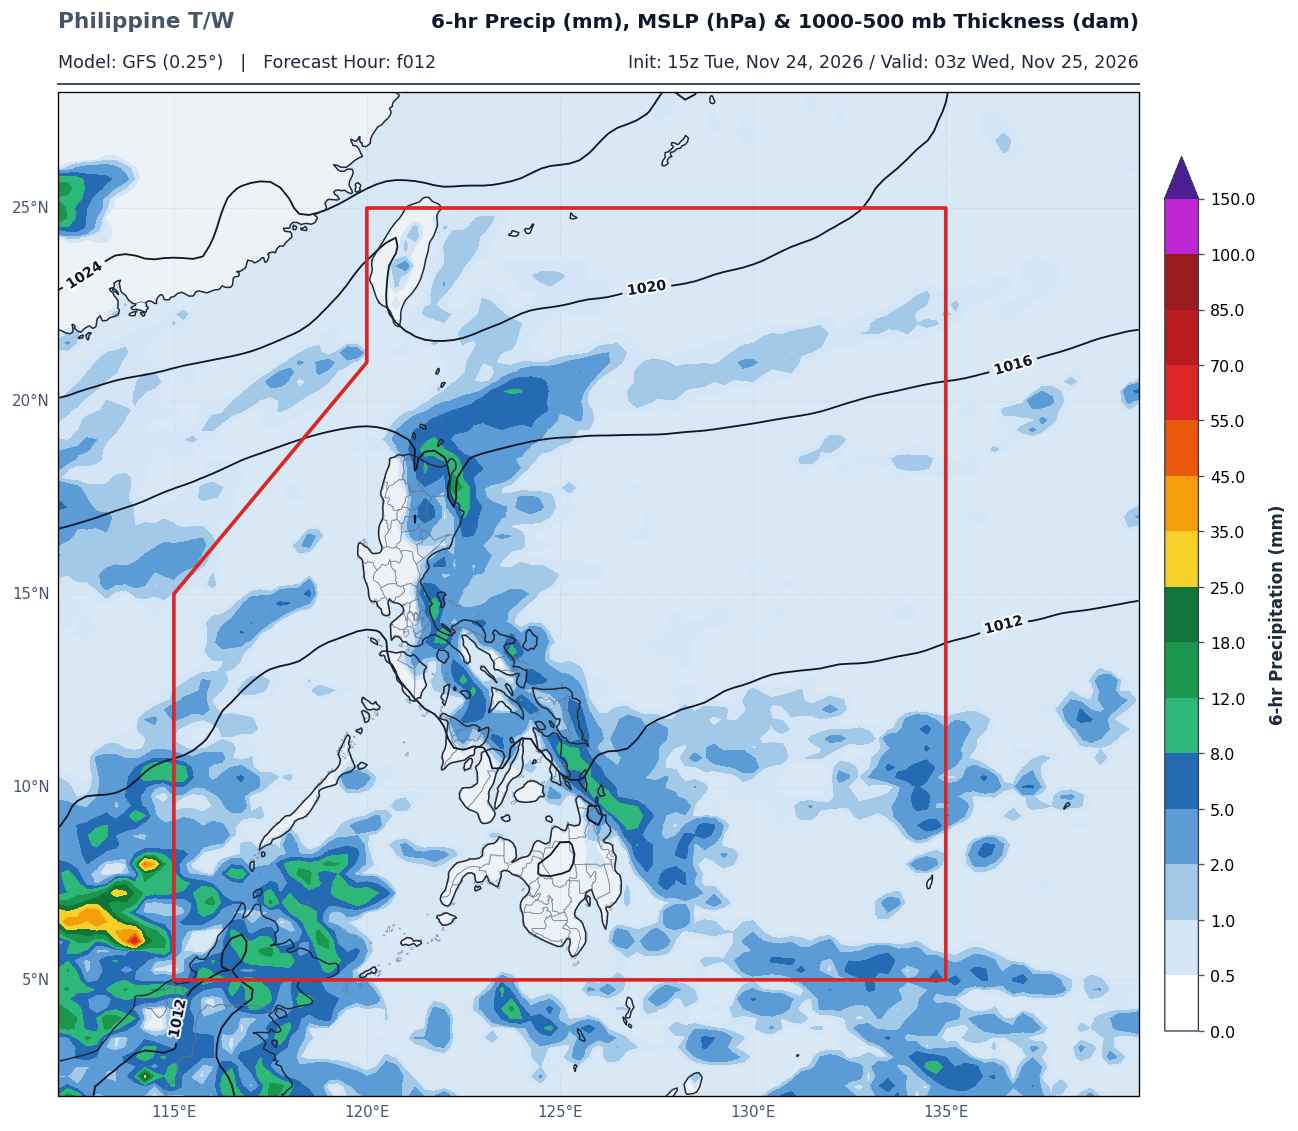 Philippine T/W
6-hr Precip (mm), MSLP (hPa) & 1000-500 mb Thickness (dam)
Model: GFS (0.25°) | Forecast Hour: f012
Init: 15z Tue, Nov 24, 2026 / Valid: 03z Wed, Nov 25, 2026
25°N
20°N
15°N
10°N
5°N
115°E
120°E
125°E
130°E
135°E
1024
1020
1016
1012
1012
150.0
100.0
85.0
70.0
55.0
45.0
35.0
25.0
18.0
12.0
8.0
5.0
2.0
1.0
0.5
0.0
6-hr Precipitation (mm)